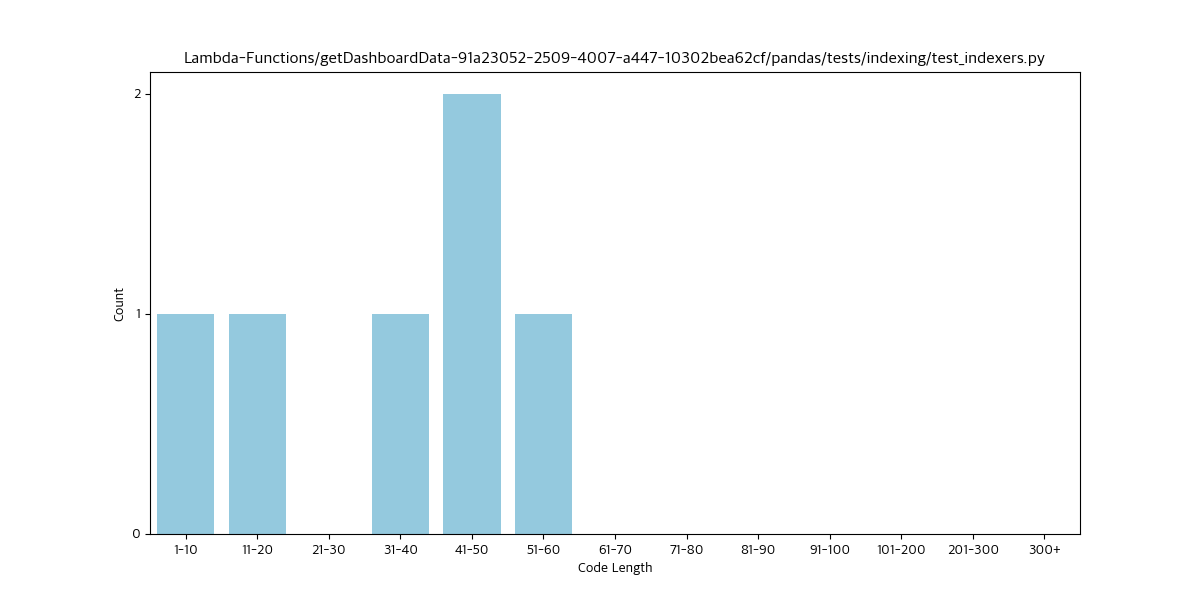 Lambda-Functions/getDashboardData-91a23052-2509-4007-a447-10302bea62cf/pandas/tests/indexing/test_indexers.py
2
1
0
Count
1-10 11-20 21-30 31-40 41-50 51-60 61-70 71-80 81-90 91-100 101-200 201-300 300+
Code Length